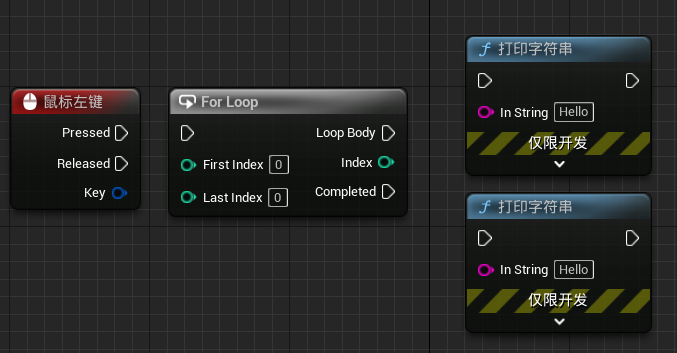 鼠标左键
Pressed
Released
Key
For Loop
Loop Body
First Index 0
Index
Last Index 0
Completed
打印字符串
In String Hello
仅限开发
打印字符串
In String Hello
仅限开发